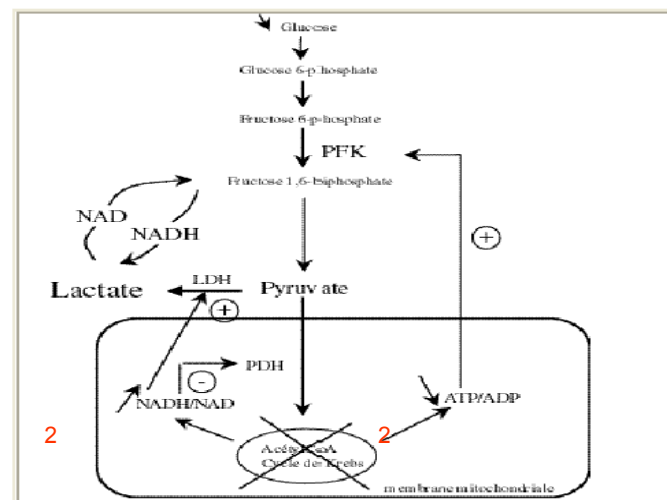 Glucose
Glucose 6-phosphate
Fructose 6-p-hosphate
PFK
Fructose 1,6-biphosphate
NAD
NADH
LDH
Lactate
Pyruvate
+
+
PDH
-
NADH/NAD
ATP/ADP
2
2
Acétyl CoA
Cycle de Krebs
membrane mitochondriale